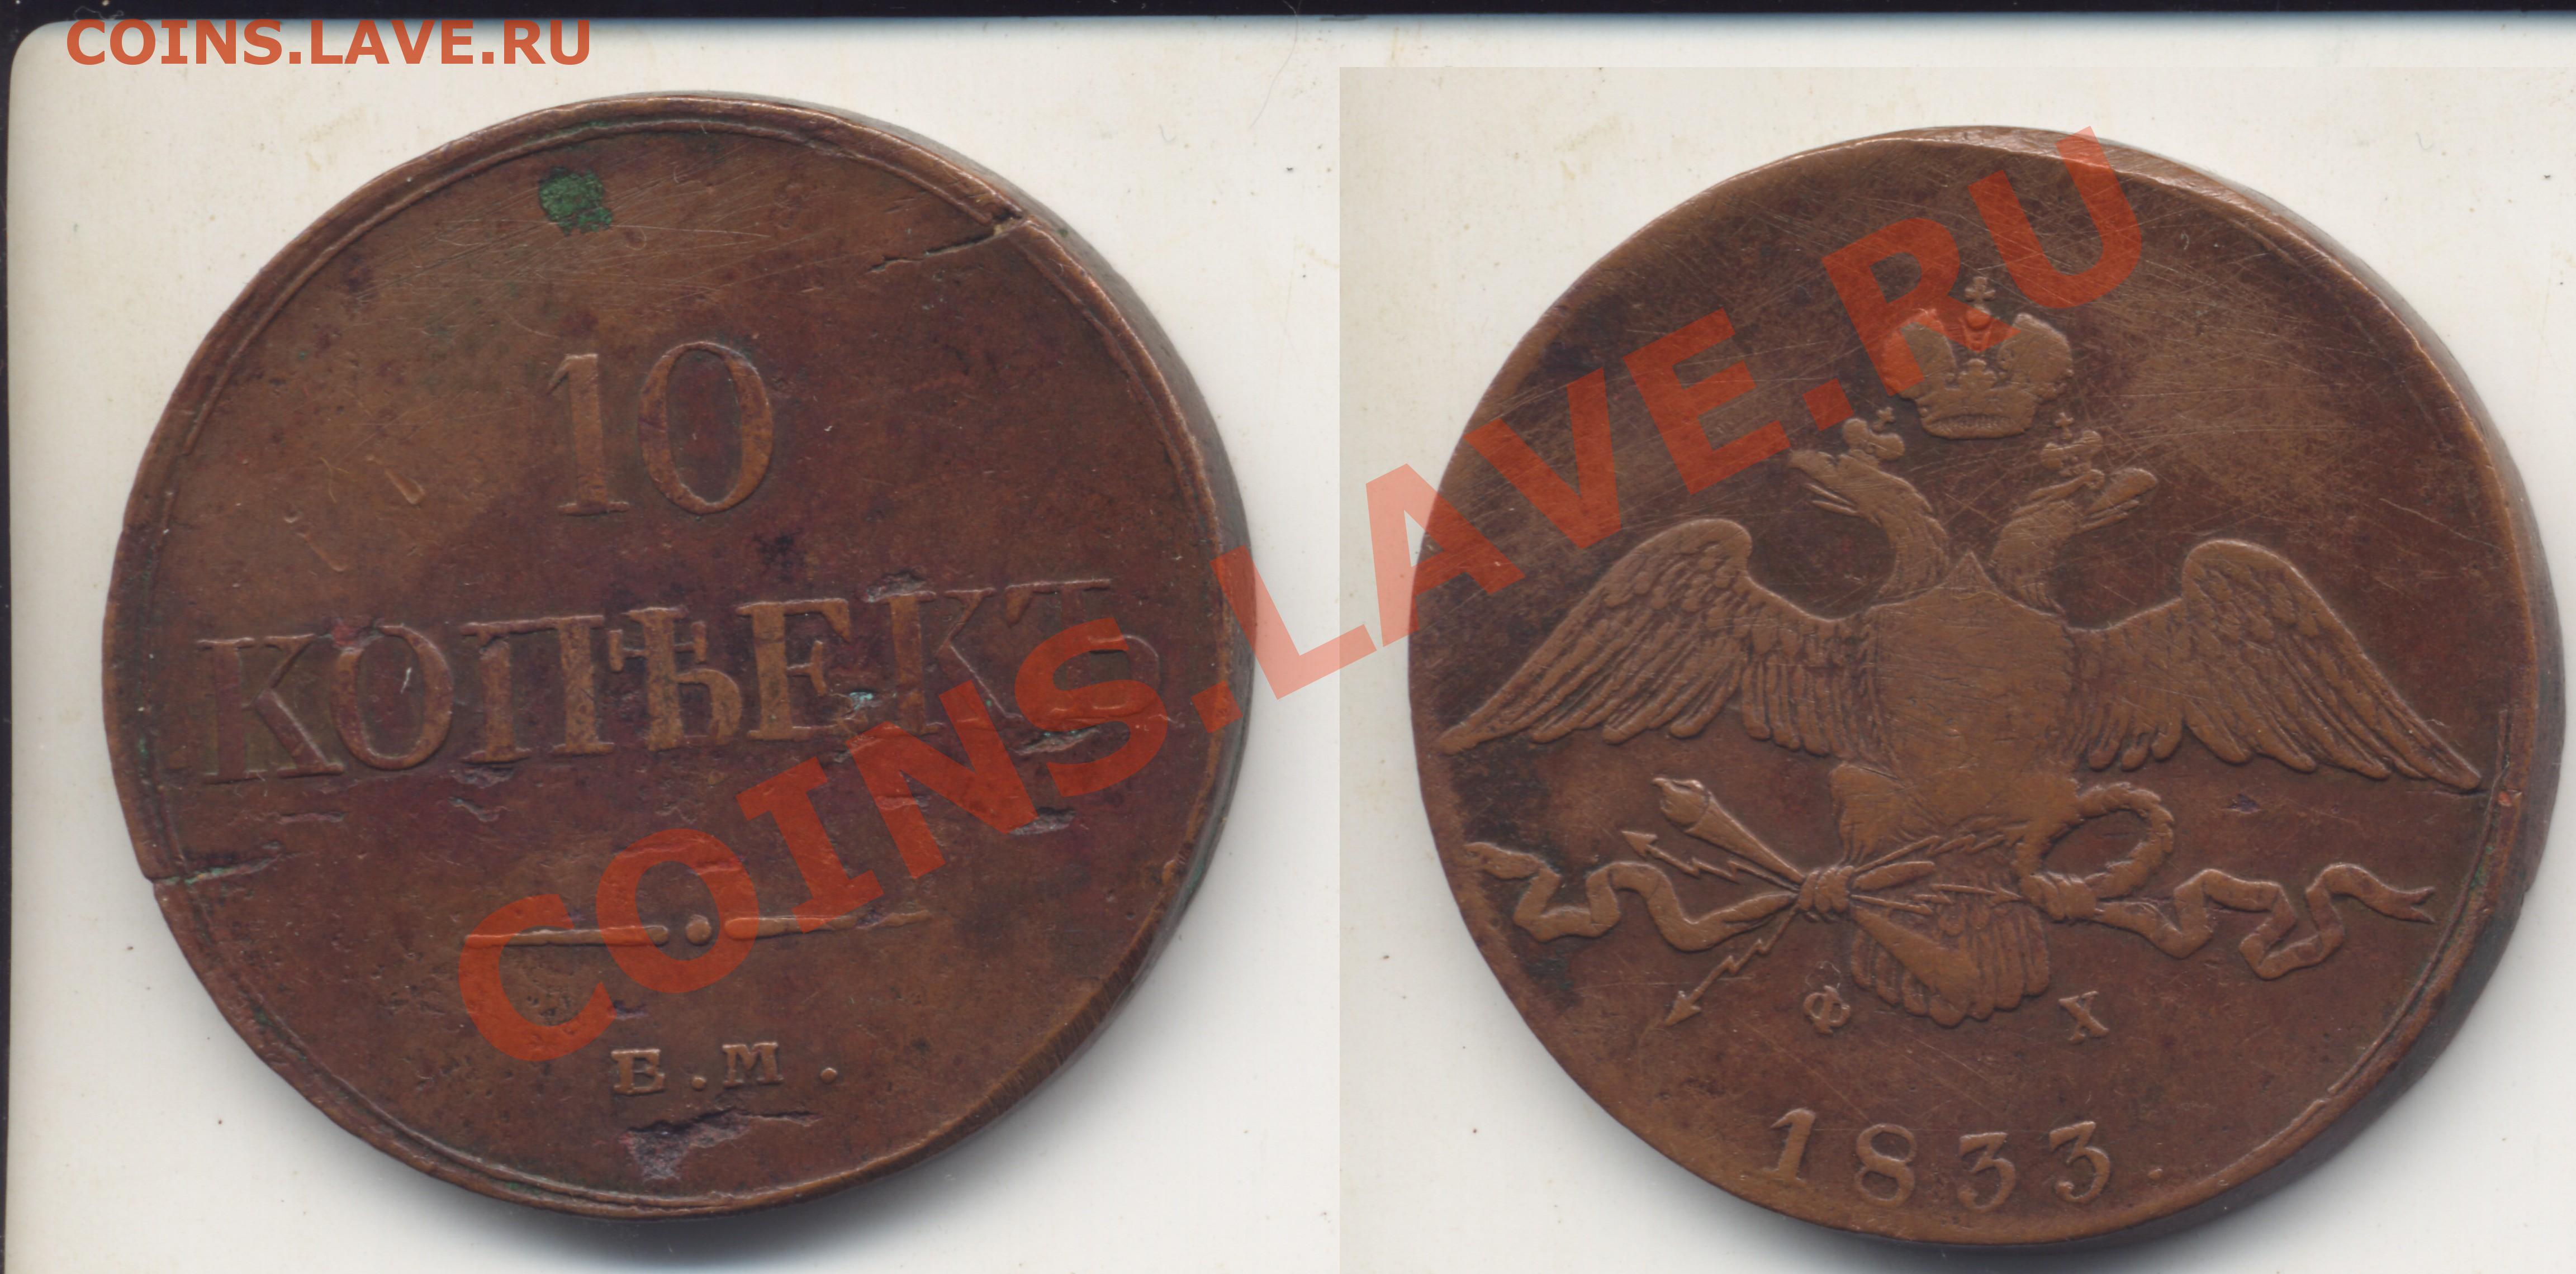 COINS.LAVE.RU
10
КОПѢЕКЪ
Е.М.
COINS.LAVE.RU
Ф Х
1833.